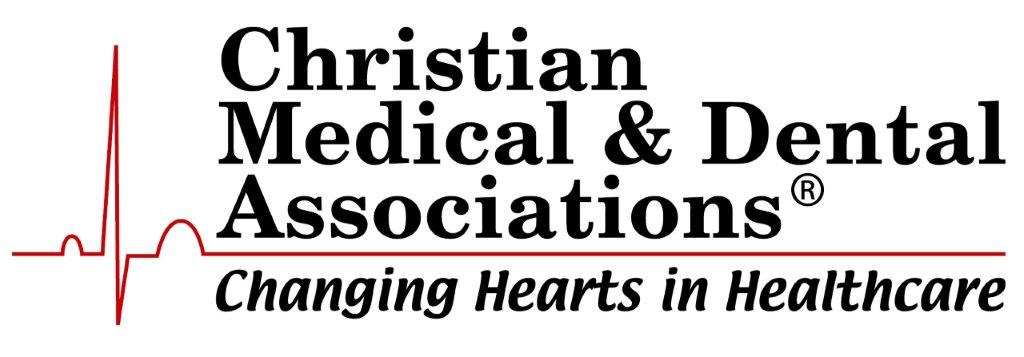 Christian
Medical & Dental
Associations®
Changing Hearts in Healthcare